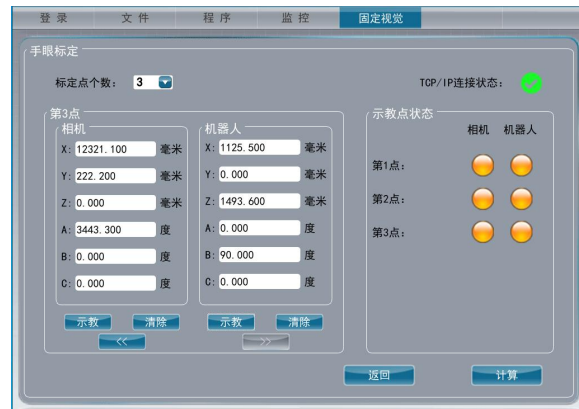 登录 文件 程序 监控 固定视觉
手眼标定
标定点个数： 3 TCP/IP连接状态：
第3点
相机
X: 12321.100 毫米
Y: 222.200 毫米
Z: 0.000 毫米
A: 3443.300 度
B: 0.000 度
C: 0.000 度
示教 清除
<<
机器人
X: 1125.500 毫米
Y: 0.000 毫米
Z: 1493.600 毫米
A: 0.000 度
B: 90.000 度
C: 0.000 度
示教 清除
>>
示教点状态
相机 机器人
第1点：
第2点：
第3点：
返回 计算